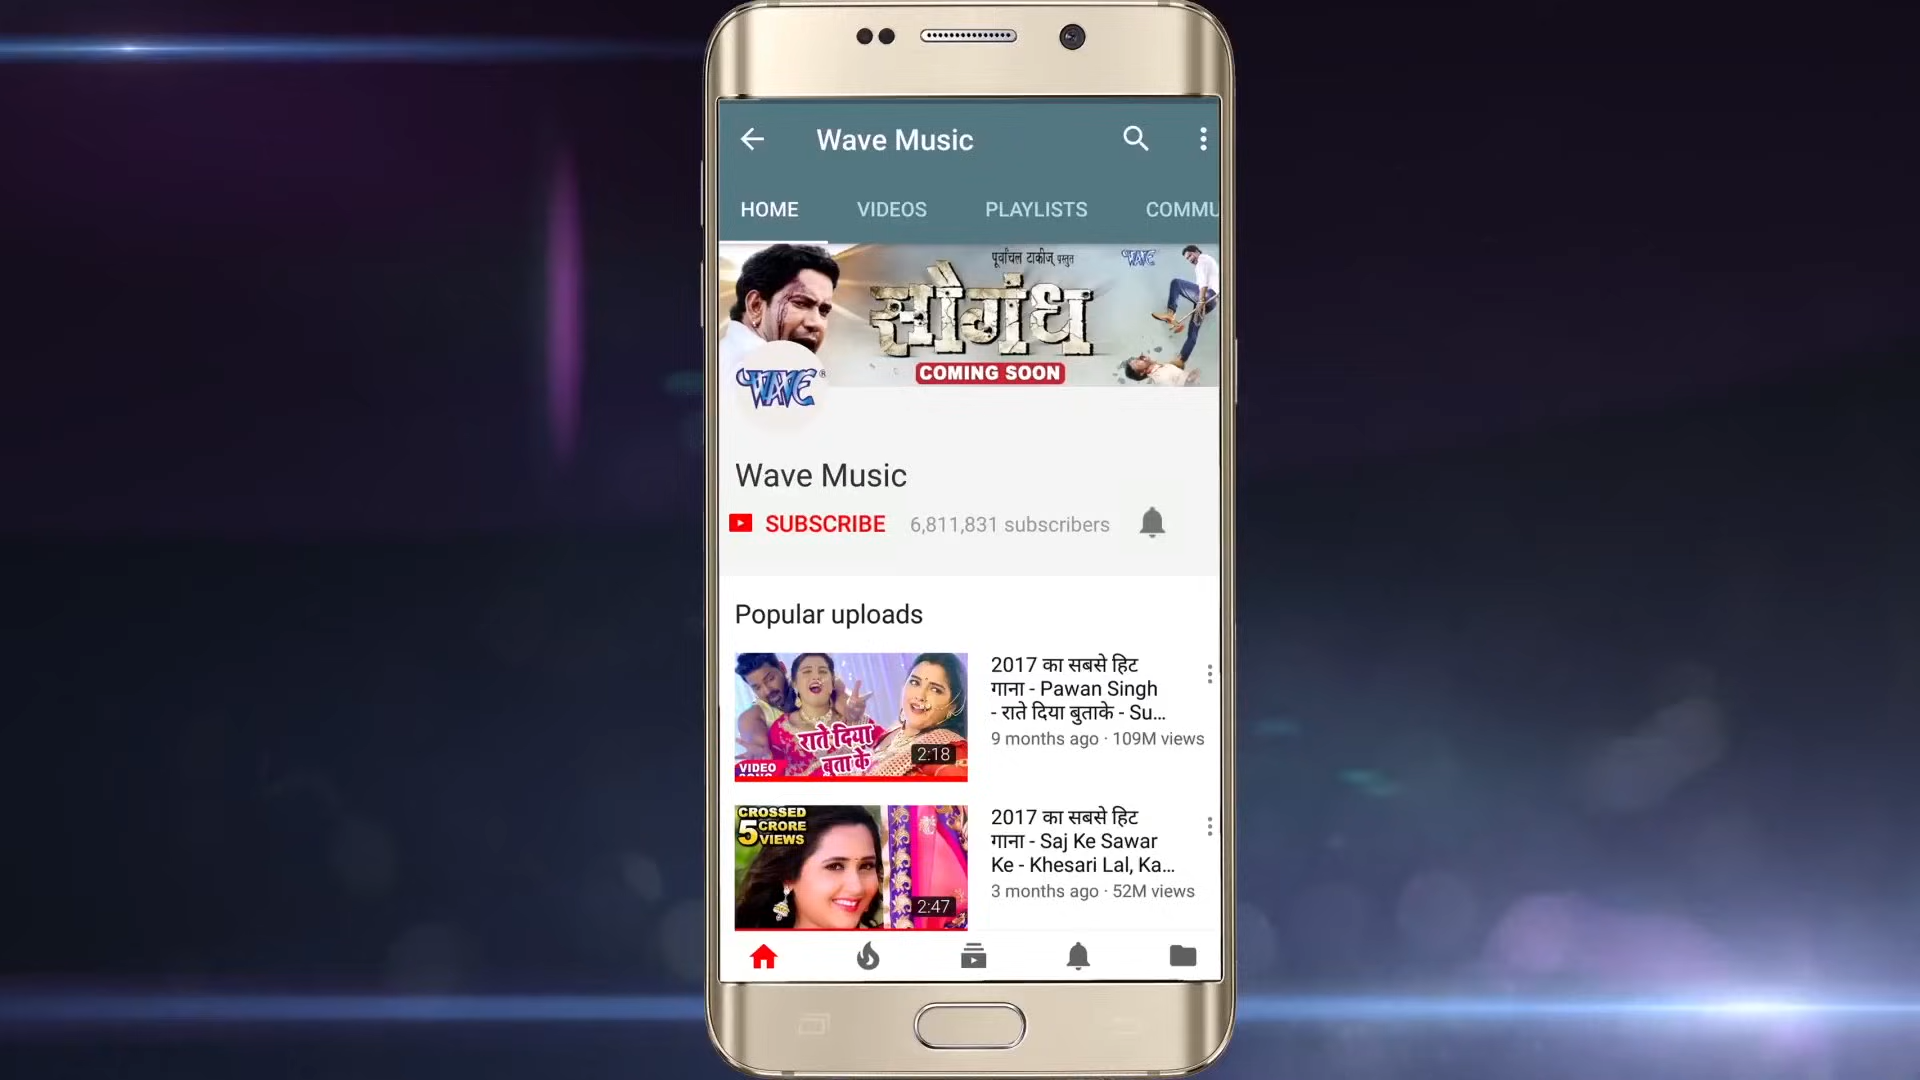 Wave Music
HOME VIDEOS PLAYLISTS COMMU
पूर्वांचल टाकीज् प्रस्तुत
WAVE
सौगंध
COMING SOON
WAVE®
Wave Music
SUBSCRIBE 6,811,831 subscribers
Popular uploads
राते दिया
बुता के
VIDEO
SONG
2:18
2017 का सबसे हिट
गाना - Pawan Singh
- राते दिया बुताके - Su...
9 months ago · 109M views
CROSSED
5 CRORE
VIEWS
2:47
2017 का सबसे हिट
गाना - Saj Ke Sawar
Ke - Khesari Lal, Ka...
3 months ago · 52M views